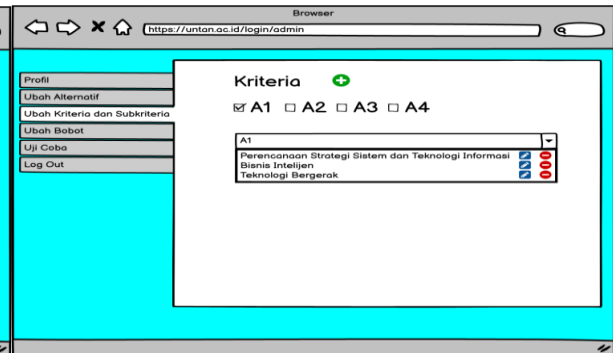 Browser
https://untan.ac.id/login/admin
Profil
Ubah Alternatif
Ubah Kriteria dan Subkriteria
Ubah Bobot
Uji Coba
Log Out
Kriteria
A1 A2 A3 A4
A1
Perencanaan Strategi Sistem dan Teknologi Informasi
Bisnis Intelijen
Teknologi Bergerak